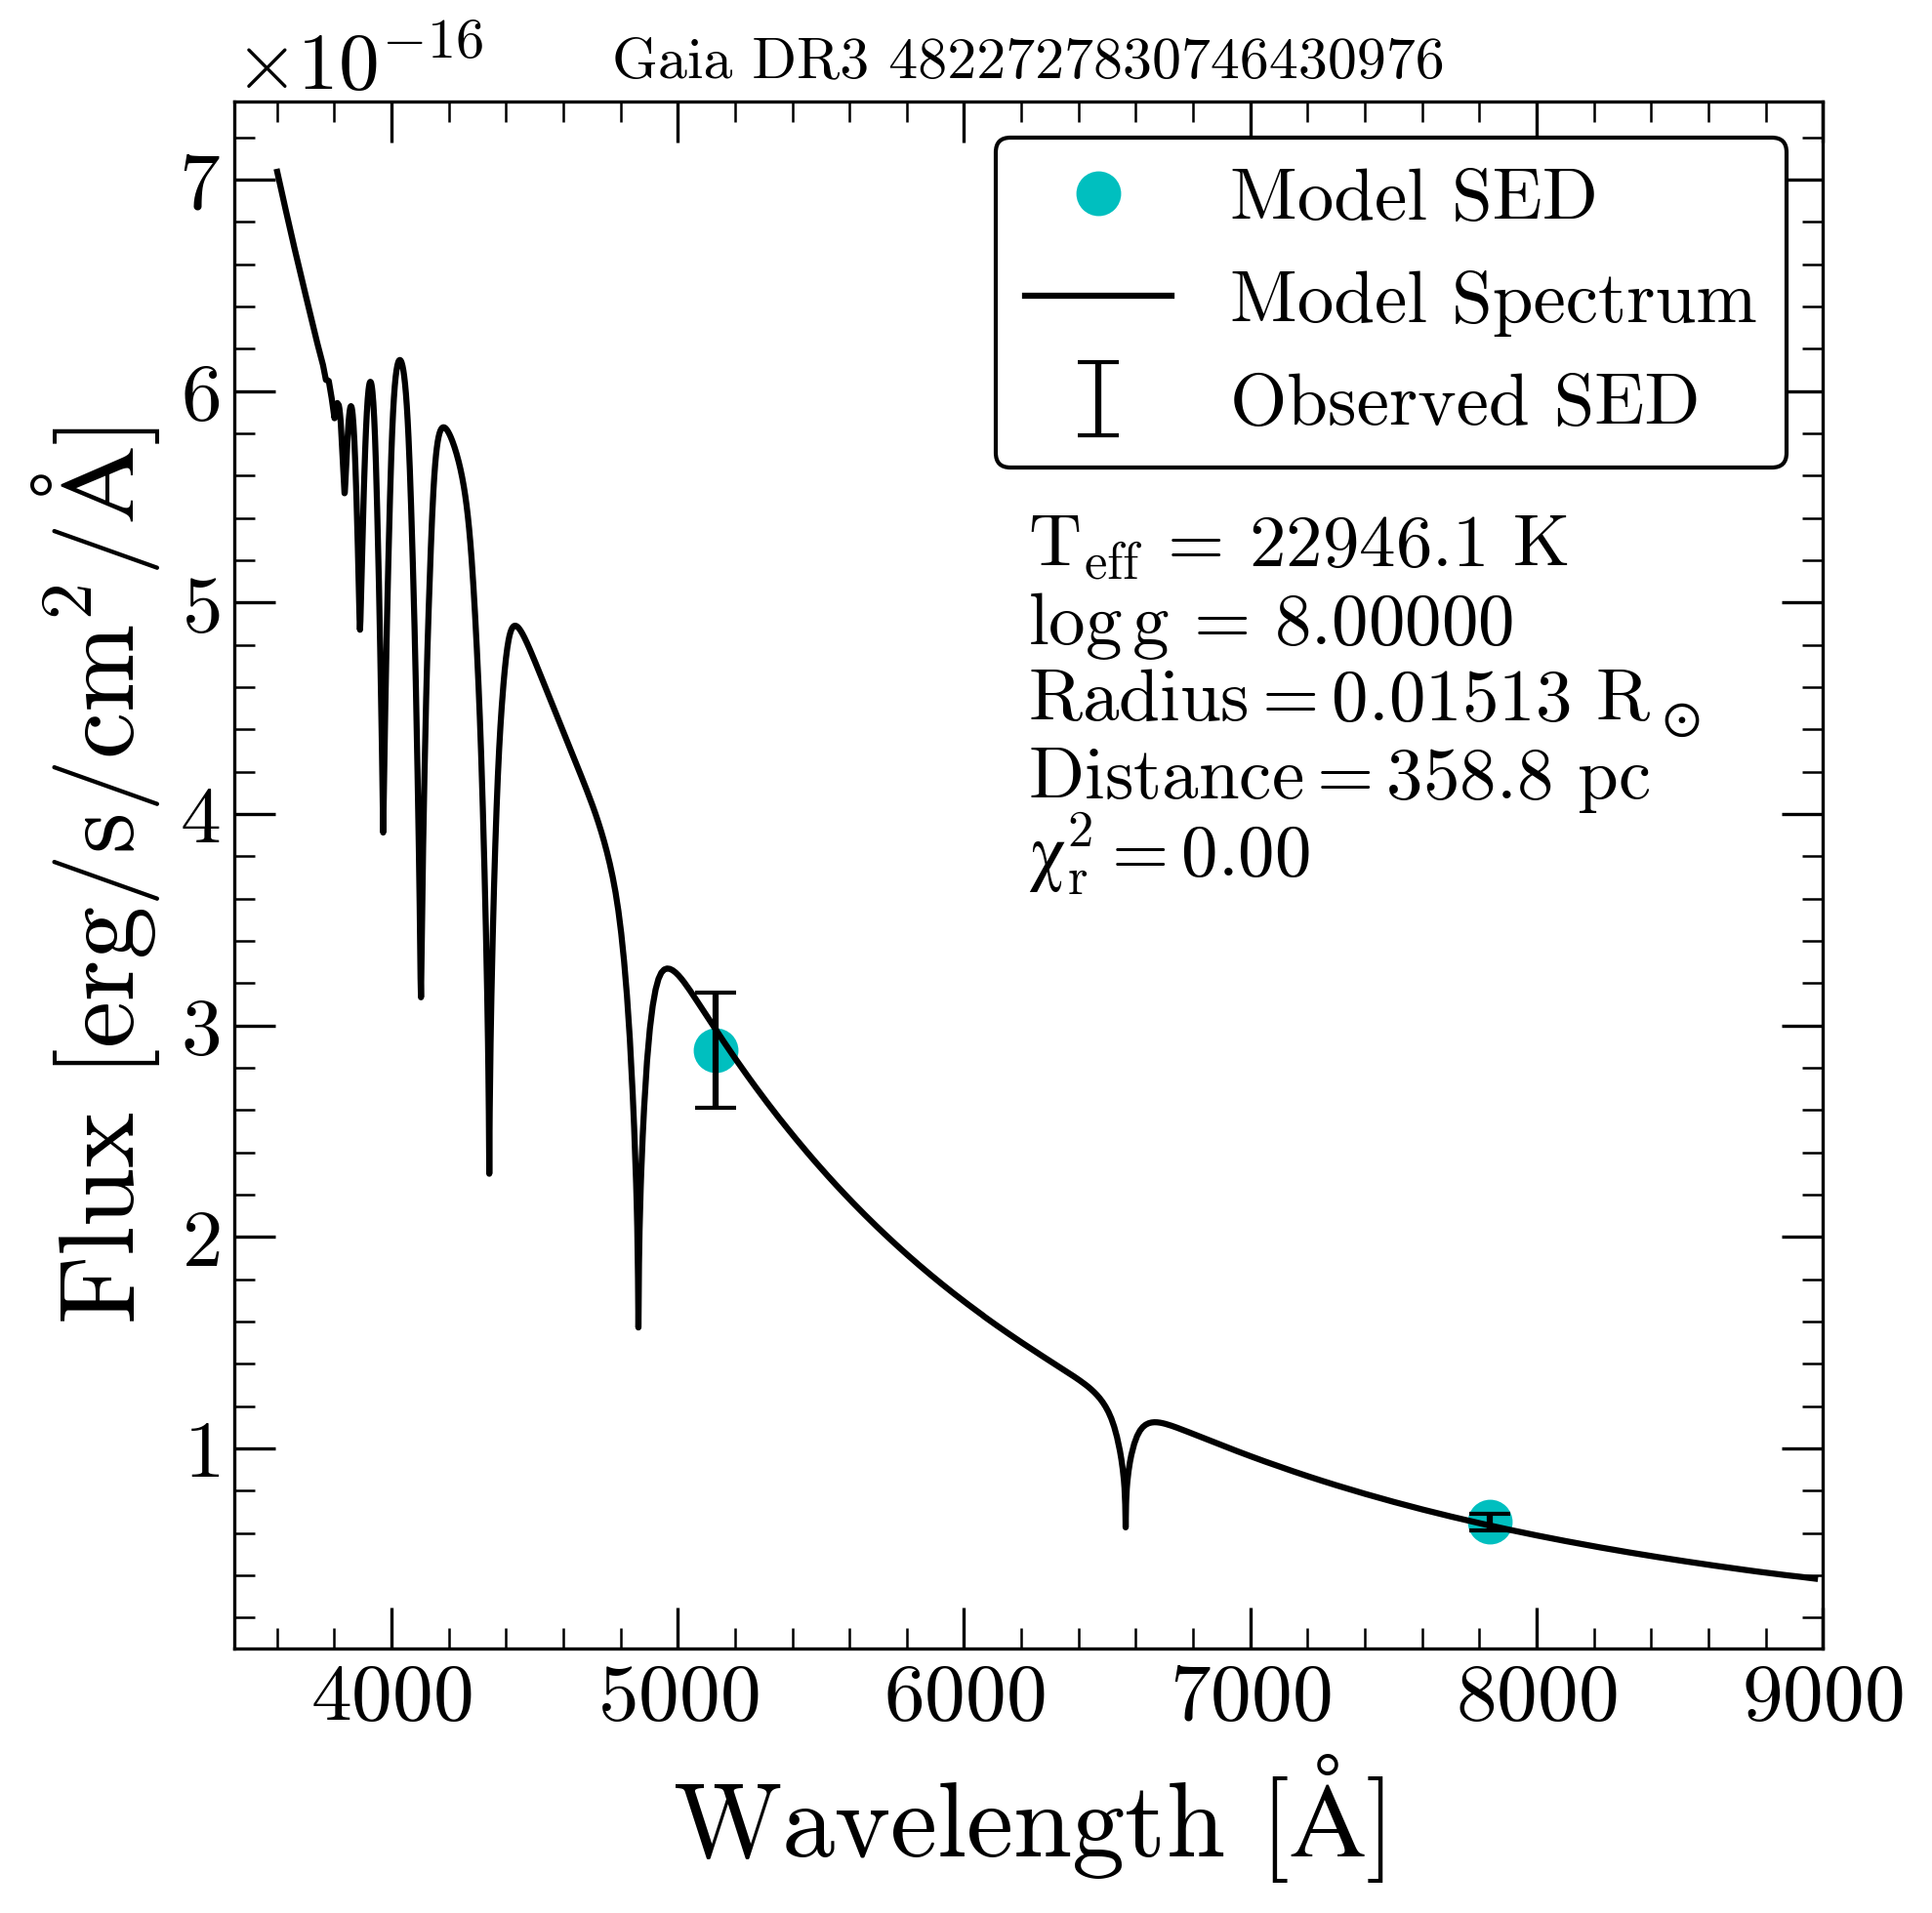 ×10⁻¹⁶
Gaia DR3 4822727830746430976
Model SED
Model Spectrum
Observed SED
T_eff = 22946.1 K
log g = 8.00000
Radius = 0.01513 R_⊙
Distance = 358.8 pc
χ²_r = 0.00
7
6
5
4
3
2
1
Flux [erg/s/cm²/Å]
4000 5000 6000 7000 8000 9000
Wavelength [Å]